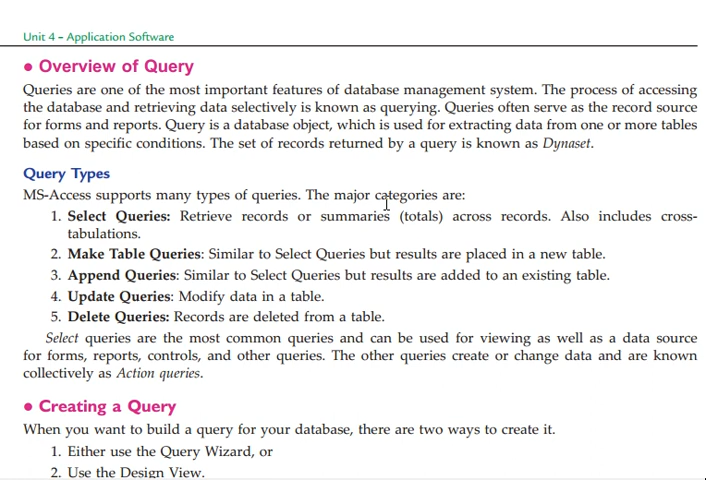 Unit 4 – Application Software
• Overview of Query
Queries are one of the most important features of database management system. The process of accessing
the database and retrieving data selectively is known as querying. Queries often serve as the record source
for forms and reports. Query is a database object, which is used for extracting data from one or more tables
based on specific conditions. The set of records returned by a query is known as Dynaset.
Query Types
MS-Access supports many types of queries. The major categories are:
1. Select Queries: Retrieve records or summaries (totals) across records. Also includes cross-
tabulations.
2. Make Table Queries: Similar to Select Queries but results are placed in a new table.
3. Append Queries: Similar to Select Queries but results are added to an existing table.
4. Update Queries: Modify data in a table.
5. Delete Queries: Records are deleted from a table.
Select queries are the most common queries and can be used for viewing as well as a data source
for forms, reports, controls, and other queries. The other queries create or change data and are known
collectively as Action queries.
• Creating a Query
When you want to build a query for your database, there are two ways to create it.
1. Either use the Query Wizard, or
2. Use the Design View.